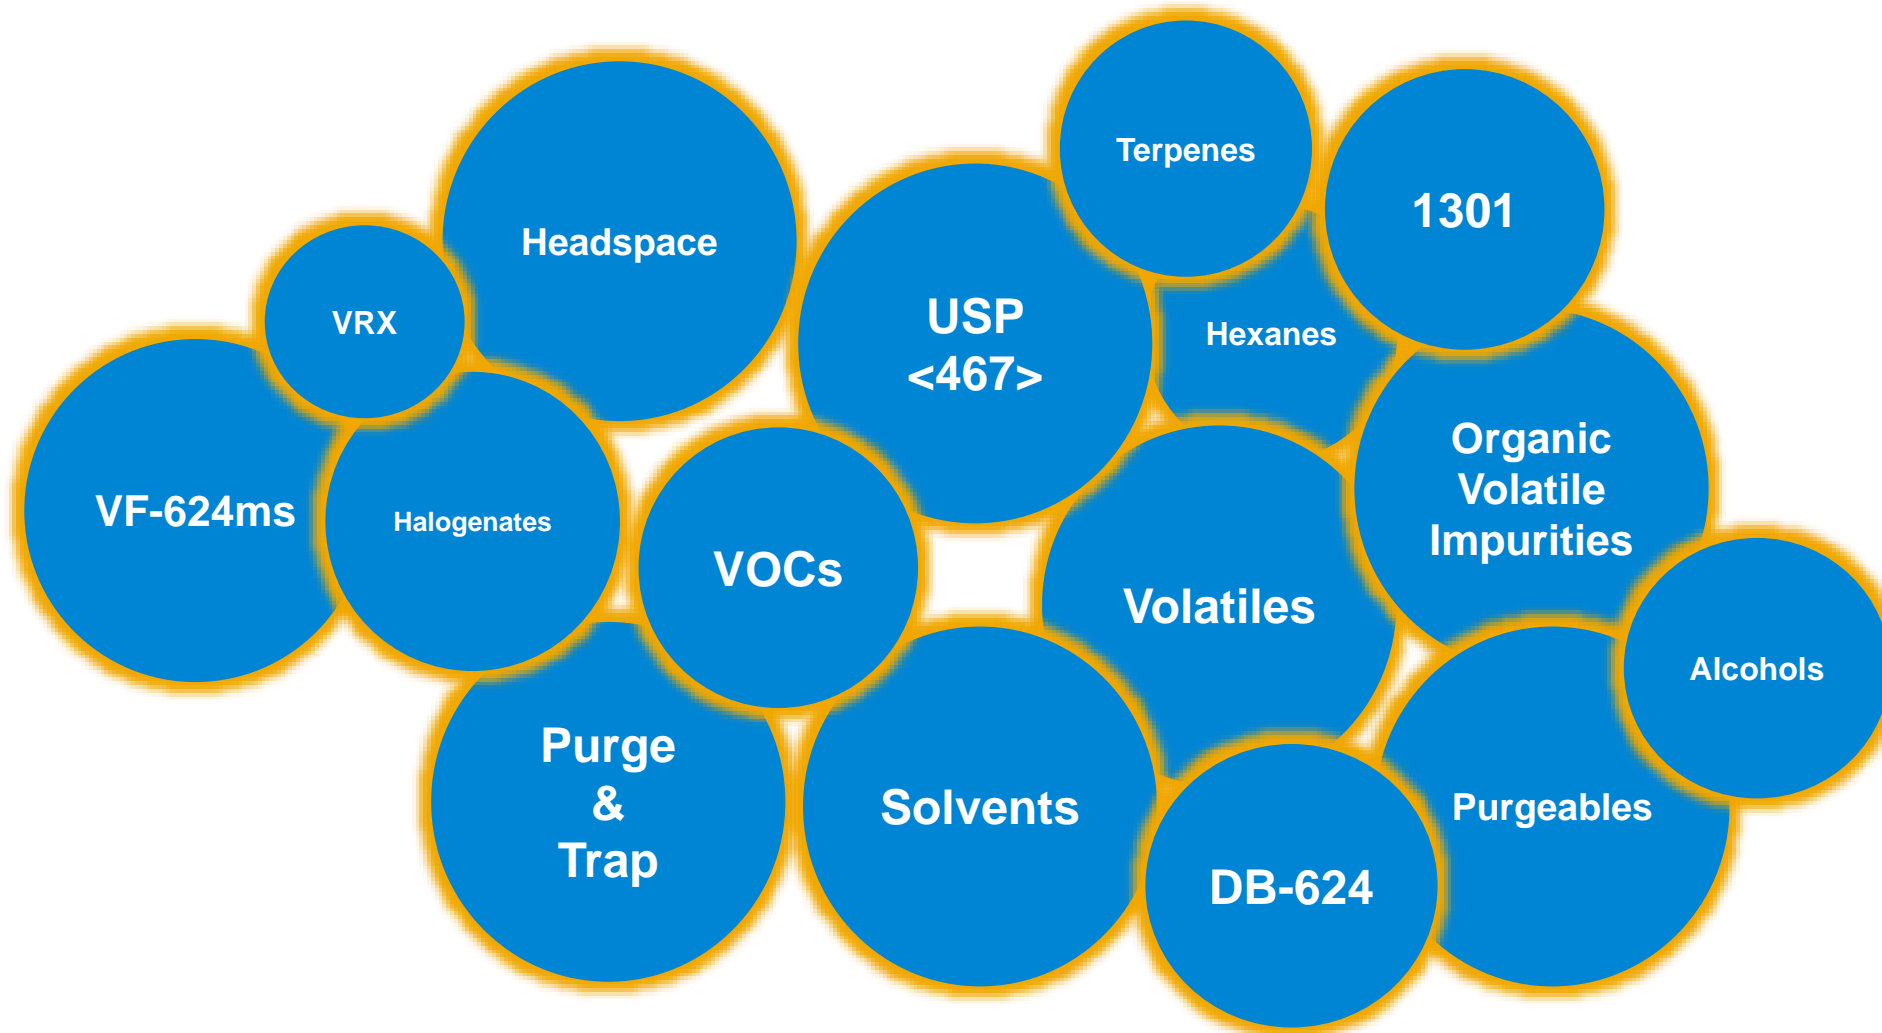 Terpenes
1301
Headspace
VRX
USP
<467>
Hexanes
Organic
Volatile
Impurities
VF-624ms
Halogenates
VOCs
Volatiles
Alcohols
Purge
&
Trap
Solvents
Purgeables
DB-624